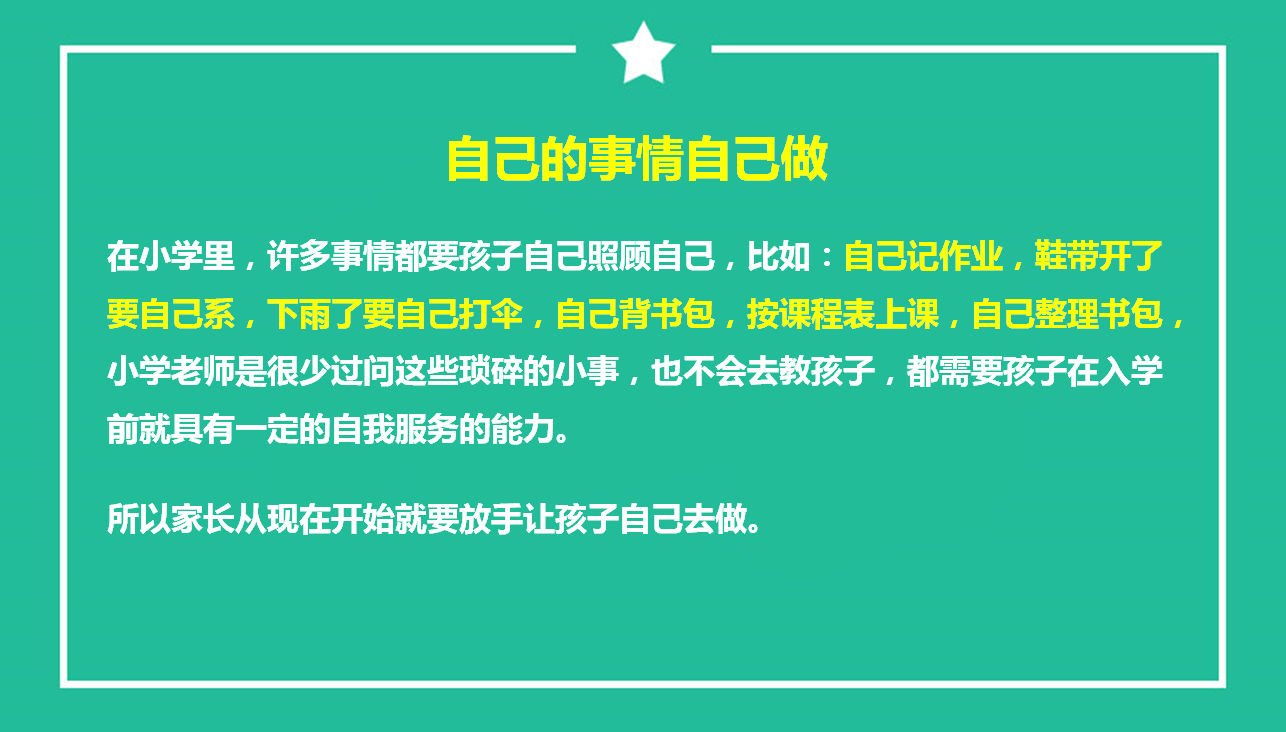 自己的事情自己做
在小学里，许多事情都要孩子自己照顾自己，比如：自己记作业，鞋带开了
要自己系，下雨了要自己打伞，自己背书包，按课程表上课，自己整理书包，
小学老师是很少过问这些琐碎的小事，也不会去教孩子，都需要孩子在入学
前就具有一定的自我服务的能力。
所以家长从现在开始就要放手让孩子自己去做。